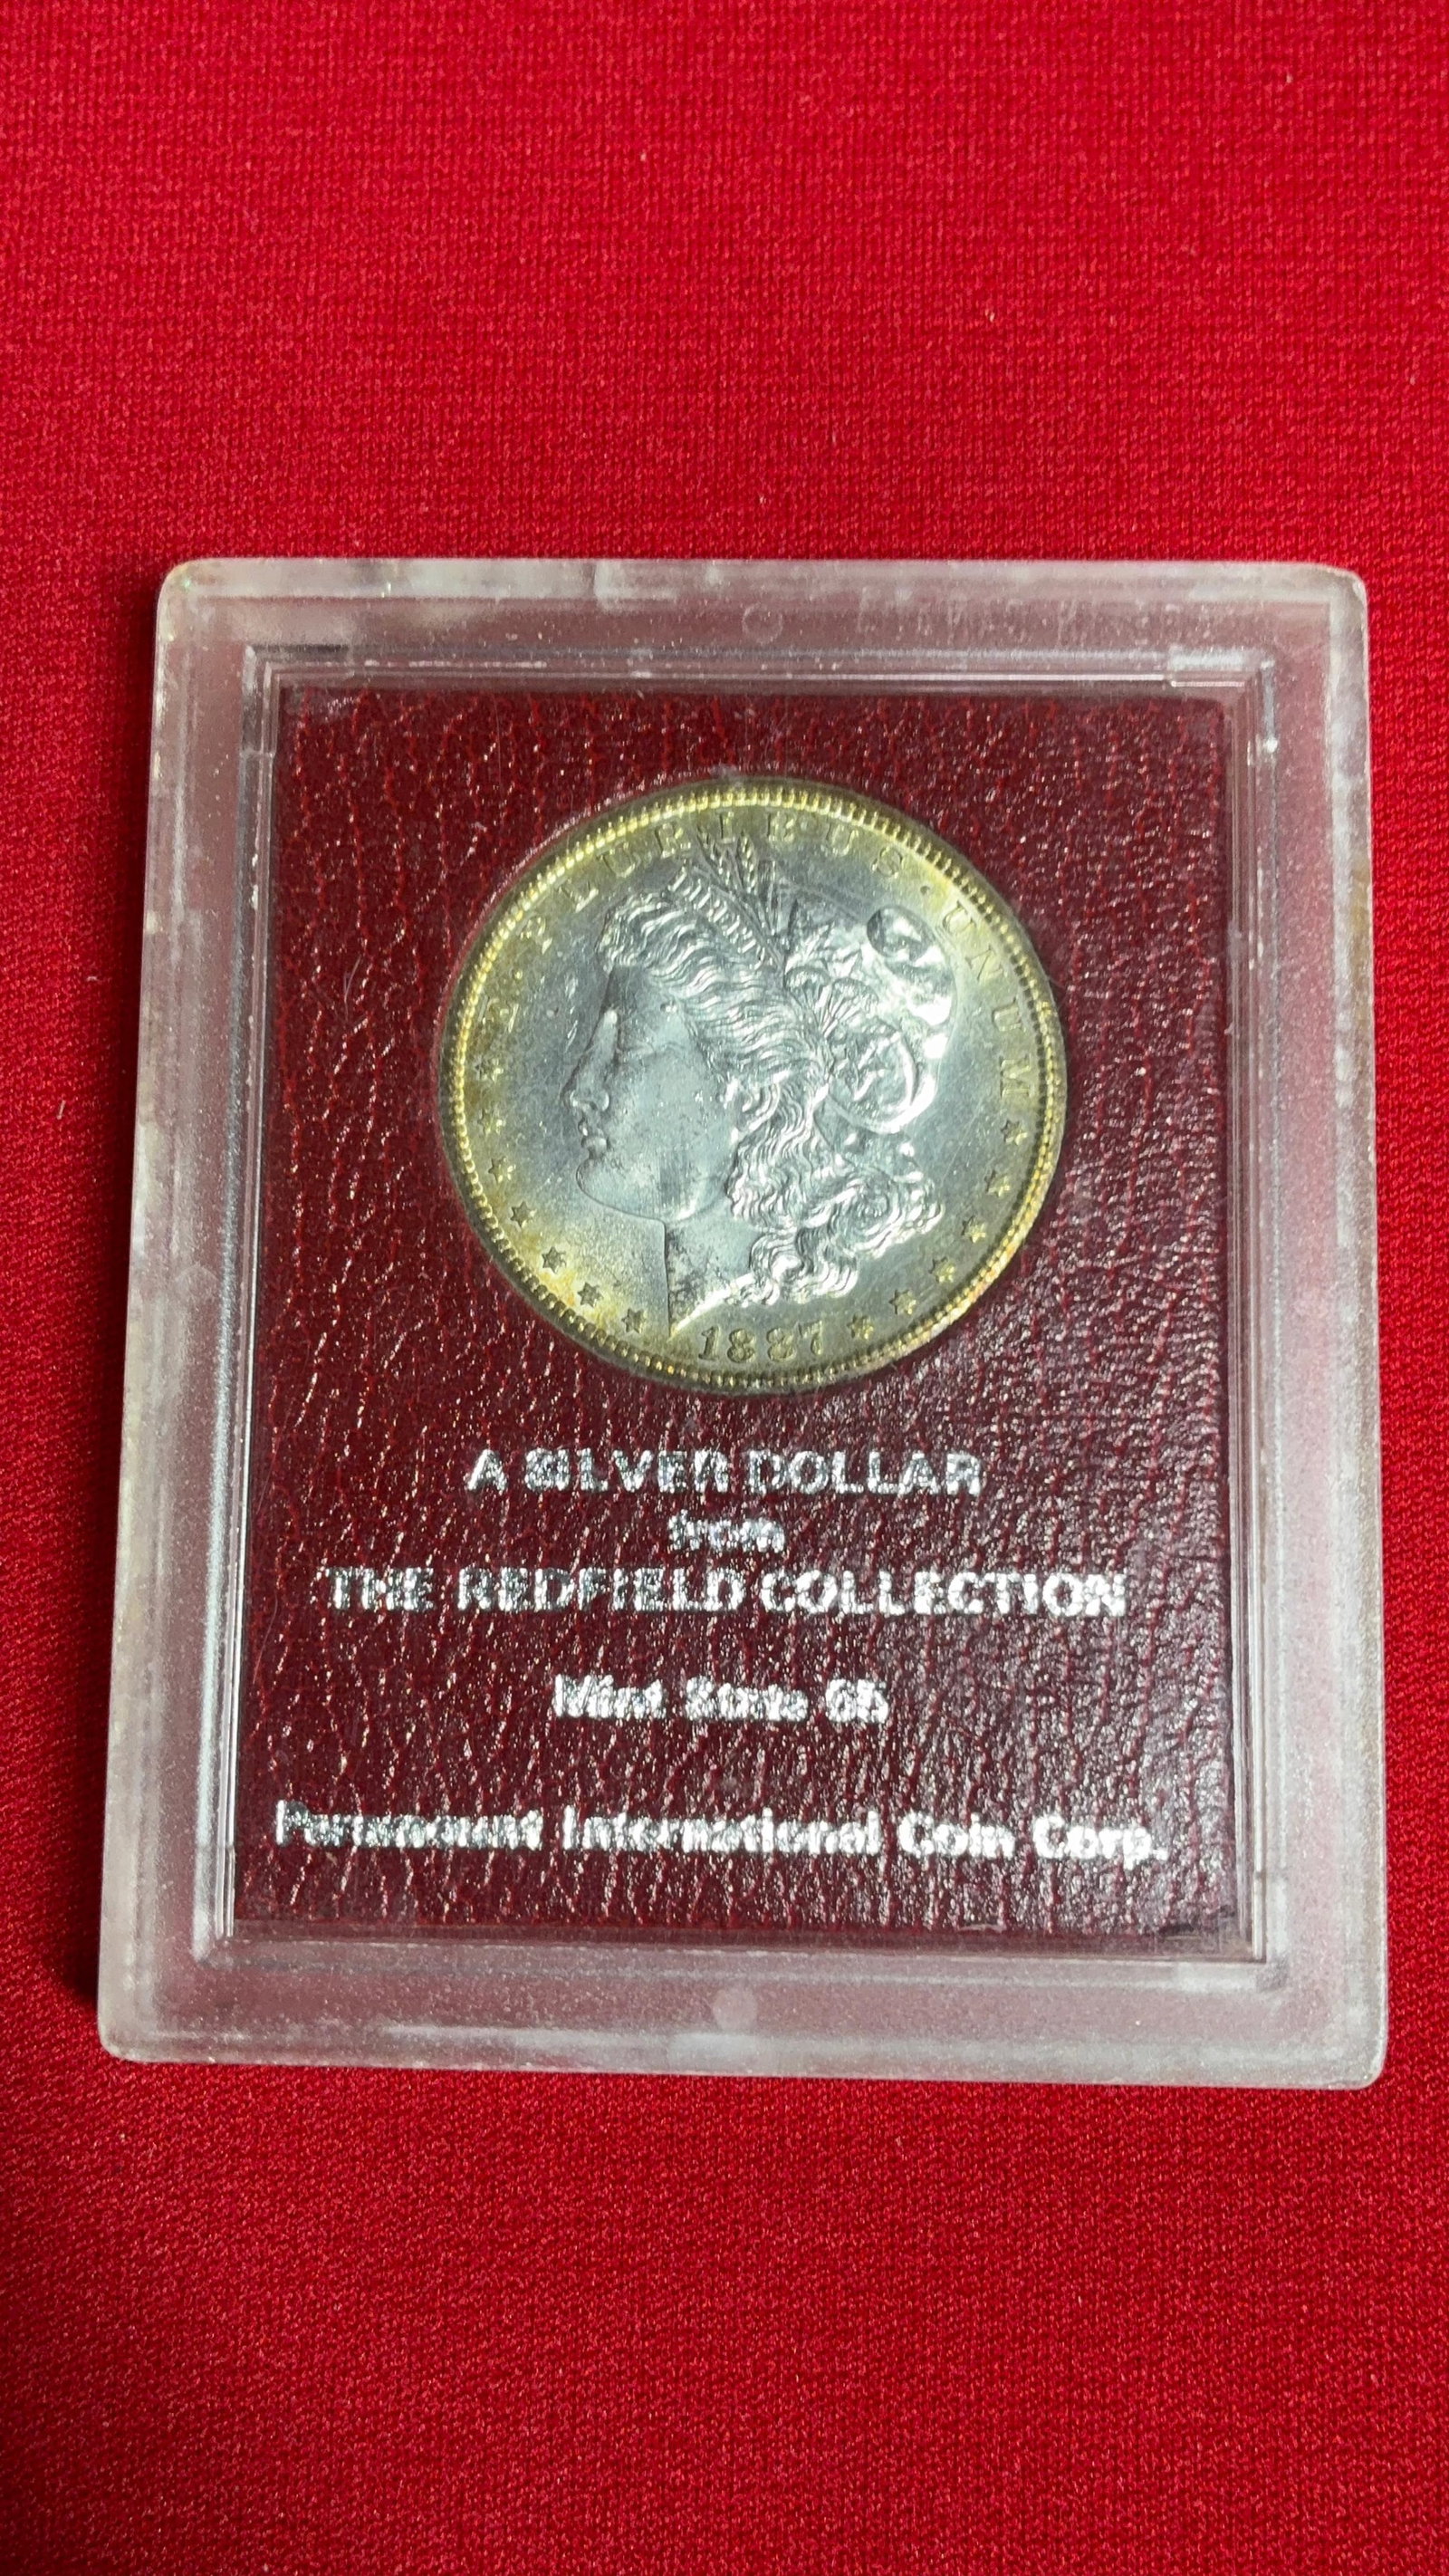 E·PLURIBUS·UNUM
1887
A SILVER DOLLAR
from
THE REDFIELD COLLECTION
Mint State 65
Paramount International Coin Corp.